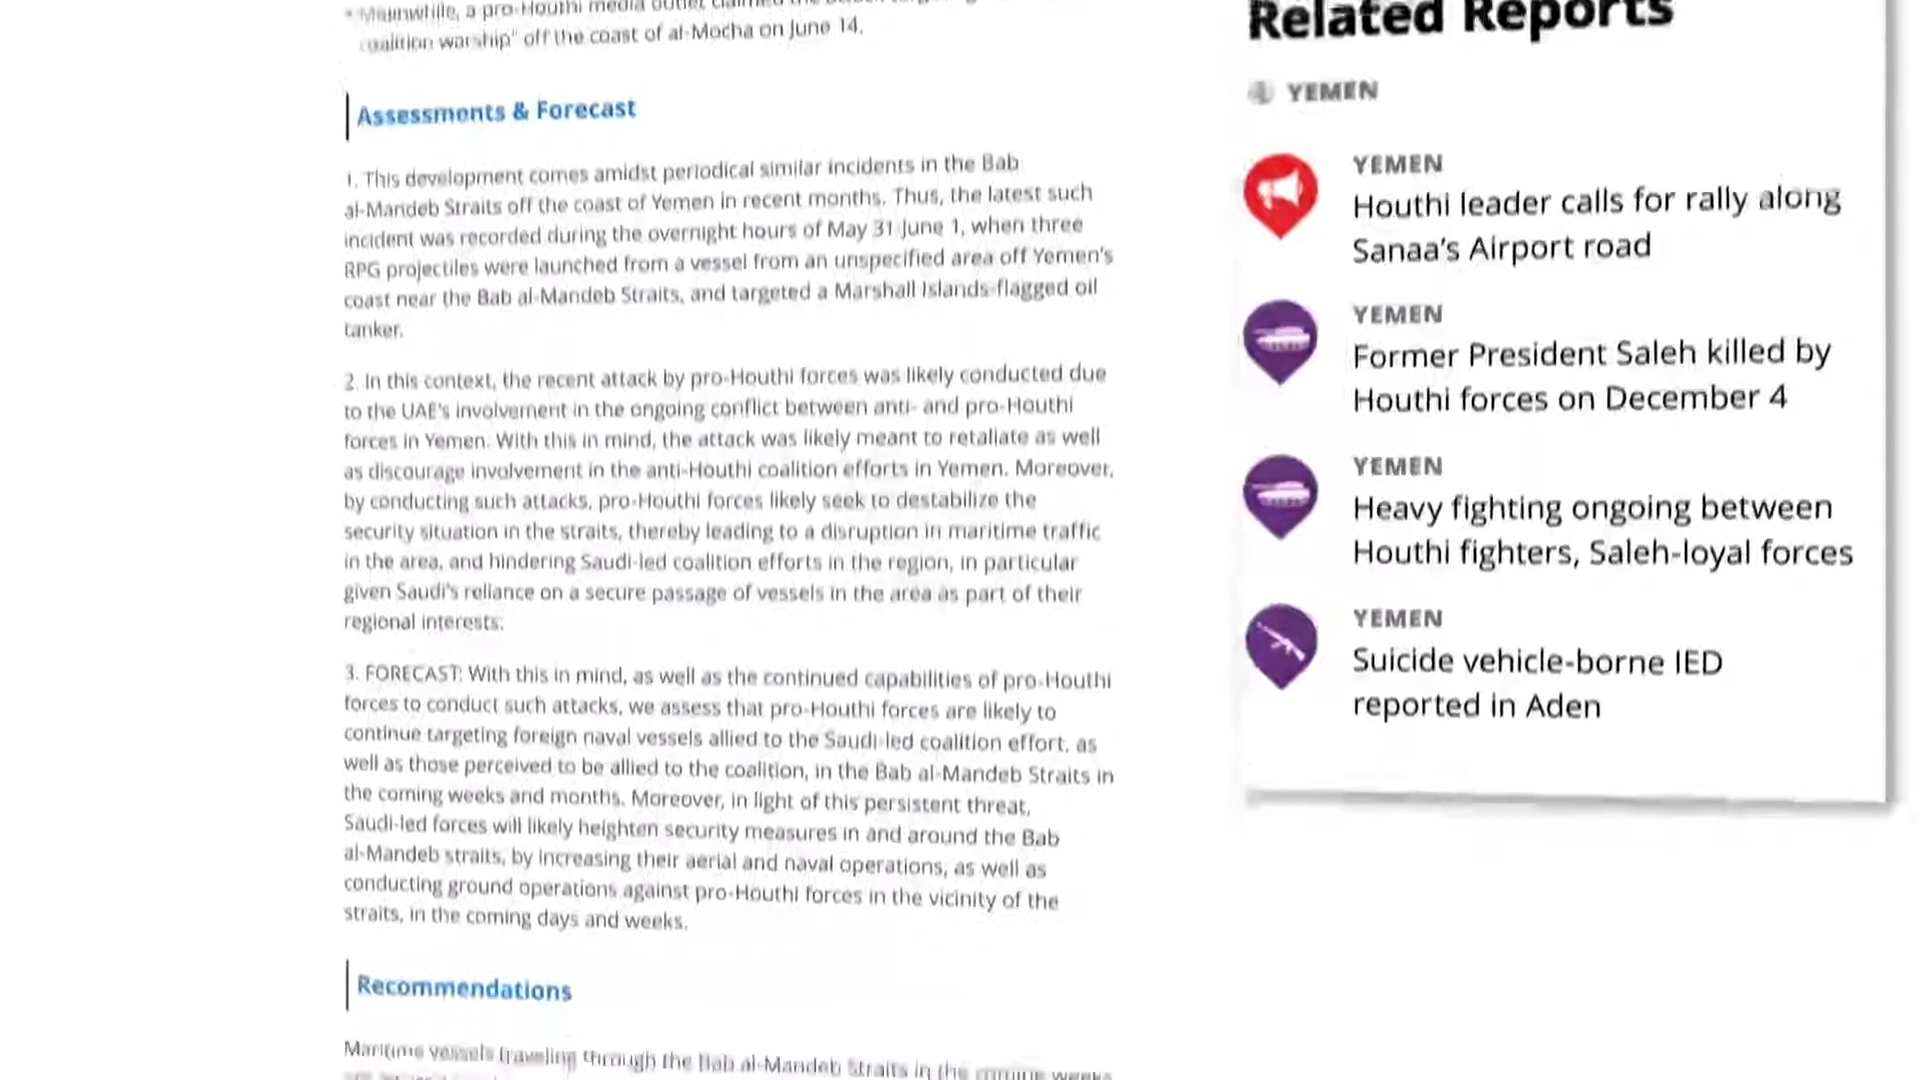 • Meanwhile, a pro-Houthi media outlet claimed the
coalition warship" off the coast of al-Mocha on June 14.
Assessments & Forecast
1. This development comes amidst periodical similar incidents in the Bab
al-Mandeb Straits off the coast of Yemen in recent months. Thus, the latest such
incident was recorded during the overnight hours of May 31-June 1, when three
RPG projectiles were launched from a vessel from an unspecified area off Yemen's
coast near the Bab al-Mandeb Straits, and targeted a Marshall Islands-flagged oil
tanker.
2. In this context, the recent attack by pro-Houthi forces was likely conducted due
to the UAE's involvement in the ongoing conflict between anti- and pro-Houthi
forces in Yemen. With this in mind, the attack was likely meant to retaliate as well
as discourage involvement in the anti-Houthi coalition efforts in Yemen. Moreover,
by conducting such attacks, pro-Houthi forces likely seek to destabilize the
security situation in the straits, thereby leading to a disruption in maritime traffic
in the area, and hindering Saudi-led coalition efforts in the region, in particular
given Saudi's reliance on a secure passage of vessels in the area as part of their
regional interests.
3. FORECAST: With this in mind, as well as the continued capabilities of pro-Houthi
forces to conduct such attacks, we assess that pro-Houthi forces are likely to
continue targeting foreign naval vessels allied to the Saudi-led coalition effort, as
well as those perceived to be allied to the coalition, in the Bab al-Mandeb Straits in
the coming weeks and months. Moreover, in light of this persistent threat,
Saudi-led forces will likely heighten security measures in and around the Bab
al-Mandeb straits, by increasing their aerial and naval operations, as well as
conducting ground operations against pro-Houthi forces in the vicinity of the
straits, in the coming days and weeks.
Recommendations
Maritime vessels traveling through the Bab al-Mandeb Straits in the coming weeks
Related Reports
YEMEN
YEMEN
Houthi leader calls for rally along
Sanaa's Airport road
YEMEN
Former President Saleh killed by
Houthi forces on December 4
YEMEN
Heavy fighting ongoing between
Houthi fighters, Saleh-loyal forces
YEMEN
Suicide vehicle-borne IED
reported in Aden